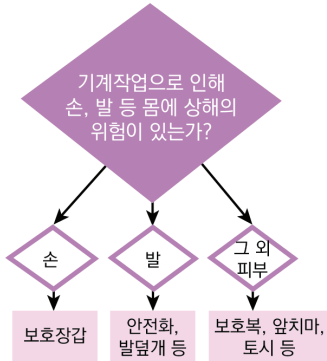 기계작업으로 인해
손, 발 등 몸에 상해의
위험이 있는가?
손
발
그 외
피부
보호장갑
안전화,
발덮개 등
보호복, 앞치마,
토시 등